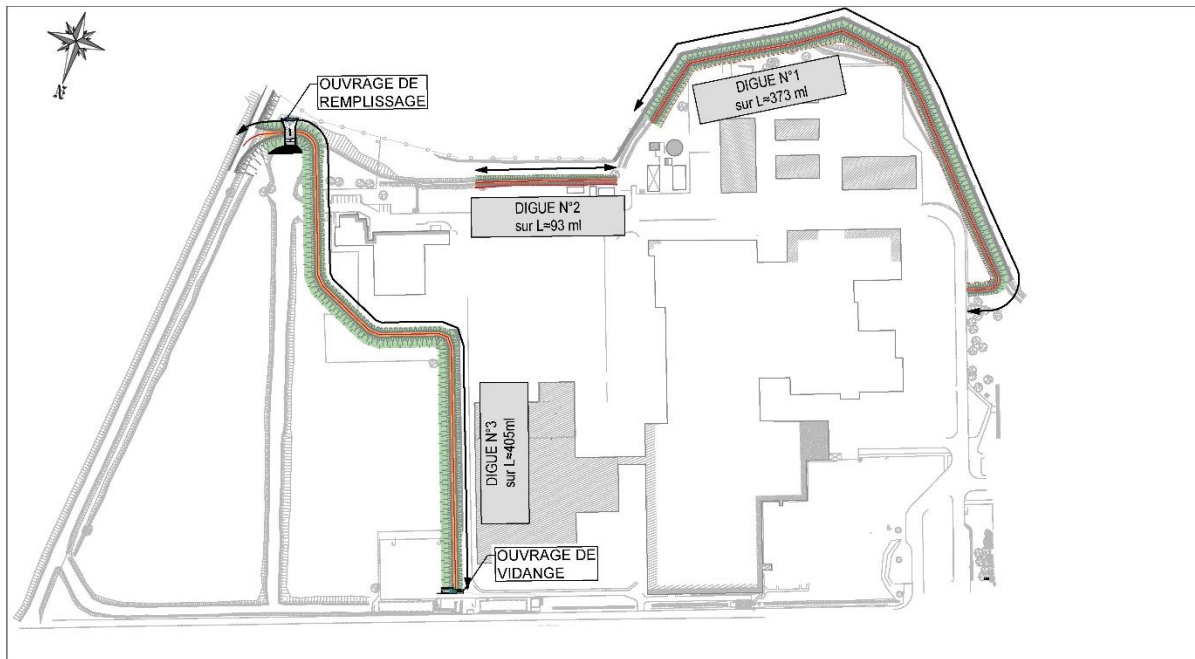 N
OUVRAGE DE
REMPLISSAGE
DIGUE N°1
sur L≈373 ml
DIGUE N°2
sur L≈93 ml
DIGUE N°3
sur L≈405ml
OUVRAGE DE
VIDANGE